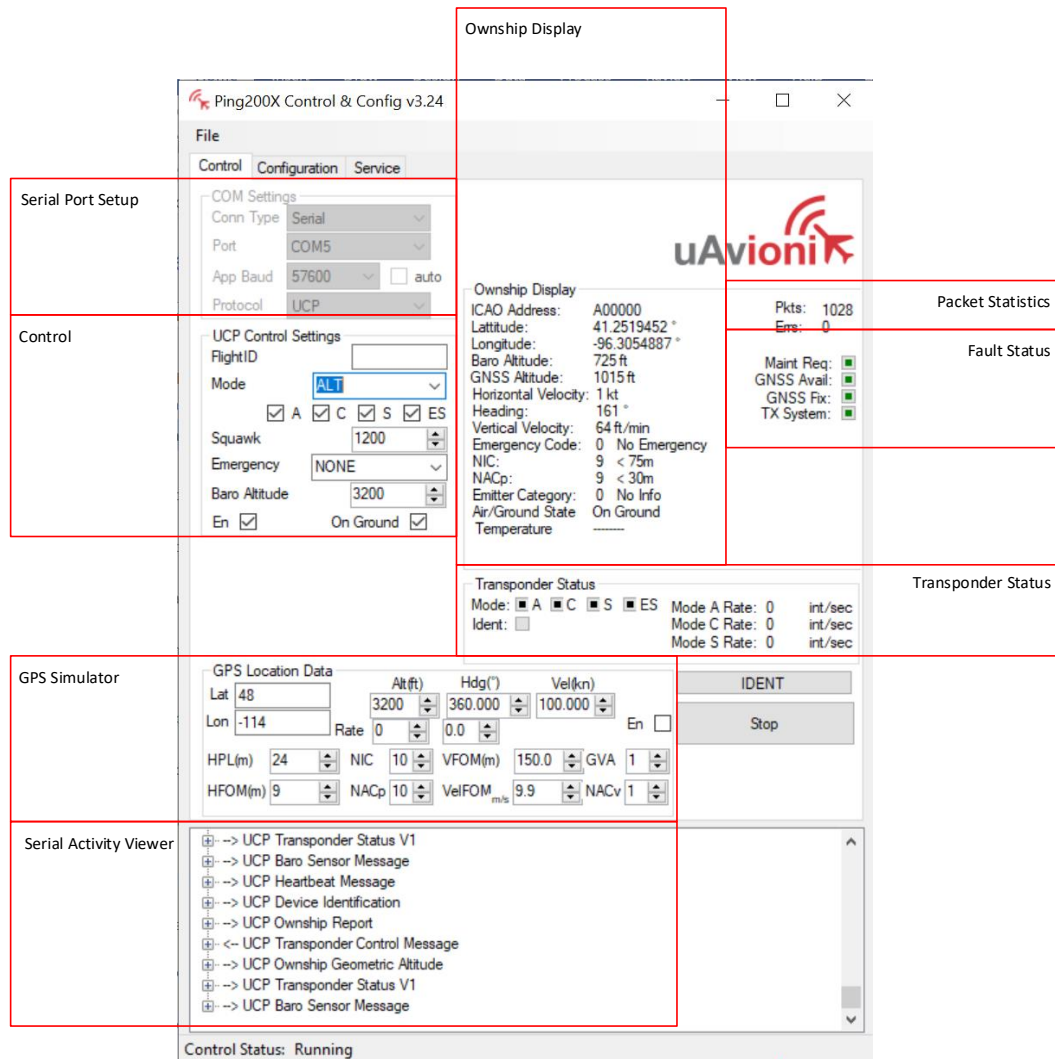 Ownship Display
Ping200X Control & Config v3.24
File
Control Configuration Service
Serial Port Setup
COM Settings
Conn Type Serial
Port COM5
App Baud 57600 auto
Protocol UCP
uAvionix
Packet Statistics
Pkts: 1028
Errs: 0
Fault Status
Maint Req:
GNSS Avail:
GNSS Fix:
TX System:
Control
UCP Control Settings
FlightID
Mode ALT
A C S ES
Squawk 1200
Emergency NONE
Baro Altitude 3200
En On Ground
Ownship Display
ICAO Address: A00000
Lattitude: 41.2519452 °
Longitude: -96.3054887 °
Baro Altitude: 725 ft
GNSS Altitude: 1015 ft
Horizontal Velocity: 1 kt
Heading: 161 °
Vertical Velocity: 64 ft/min
Emergency Code: 0 No Emergency
NIC: 9 < 75m
NACp: 9 < 30m
Emitter Category: 0 No Info
Air/Ground State On Ground
Temperature --------
Transponder Status
Transponder Status
Mode: A C S ES
Ident:
Mode A Rate: 0 int/sec
Mode C Rate: 0 int/sec
Mode S Rate: 0 int/sec
GPS Simulator
GPS Location Data
Lat 48
Lon -114
Alt(ft) Hdg(°) Vel(kn)
3200 360.000 100.000
Rate 0 0.0 En
HPL(m) 24 NIC 10 VFOM(m) 150.0 GVA 1
HFOM(m) 9 NACp 10 VelFOM m/s 9.9 NACv 1
IDENT
Stop
Serial Activity Viewer
--> UCP Transponder Status V1
--> UCP Baro Sensor Message
--> UCP Heartbeat Message
--> UCP Device Identification
--> UCP Ownship Report
<-- UCP Transponder Control Message
--> UCP Ownship Geometric Altitude
--> UCP Transponder Status V1
--> UCP Baro Sensor Message
Control Status: Running